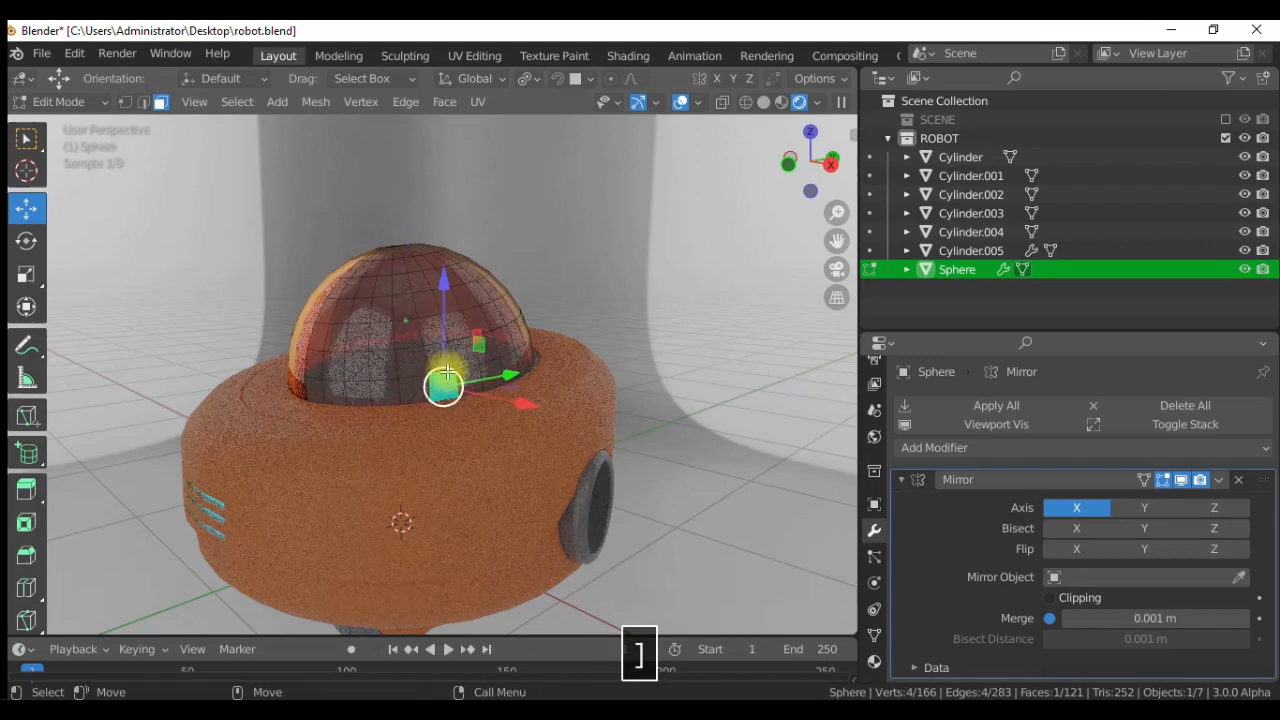 Blender* [C:\Users\Administrator\Desktop\robot.blend]
File Edit Render Window Help Layout Modeling Sculpting UV Editing Texture Paint Shading Animation Rendering Compositing Scene View Layer
Orientation: Default Drag: Select Box Global X Y Z Options
Edit Mode View Select Add Mesh Vertex Edge Face UV
Scene Collection
SCENE
ROBOT
Cylinder
Cylinder.001
Cylinder.002
Cylinder.003
Cylinder.004
Cylinder.005
Sphere
User Perspective
(1) Sphere
Z
X
Sphere Mirror
Apply All Delete All
Viewport Vis Toggle Stack
Add Modifier
Mirror
Axis X Y Z
Bisect X Y Z
Flip X Y Z
Mirror Object
Clipping
Merge 0.001 m
Bisect Distance 0.001 m
Data
]
Playback Keying View Marker Start 1 End 250
1 50 100 150 200 250
Select Move Move Call Menu Sphere | Verts:4/166 | Edges:4/283 | Faces:1/121 | Tris:252 | Objects:1/7 | 3.0.0 Alpha